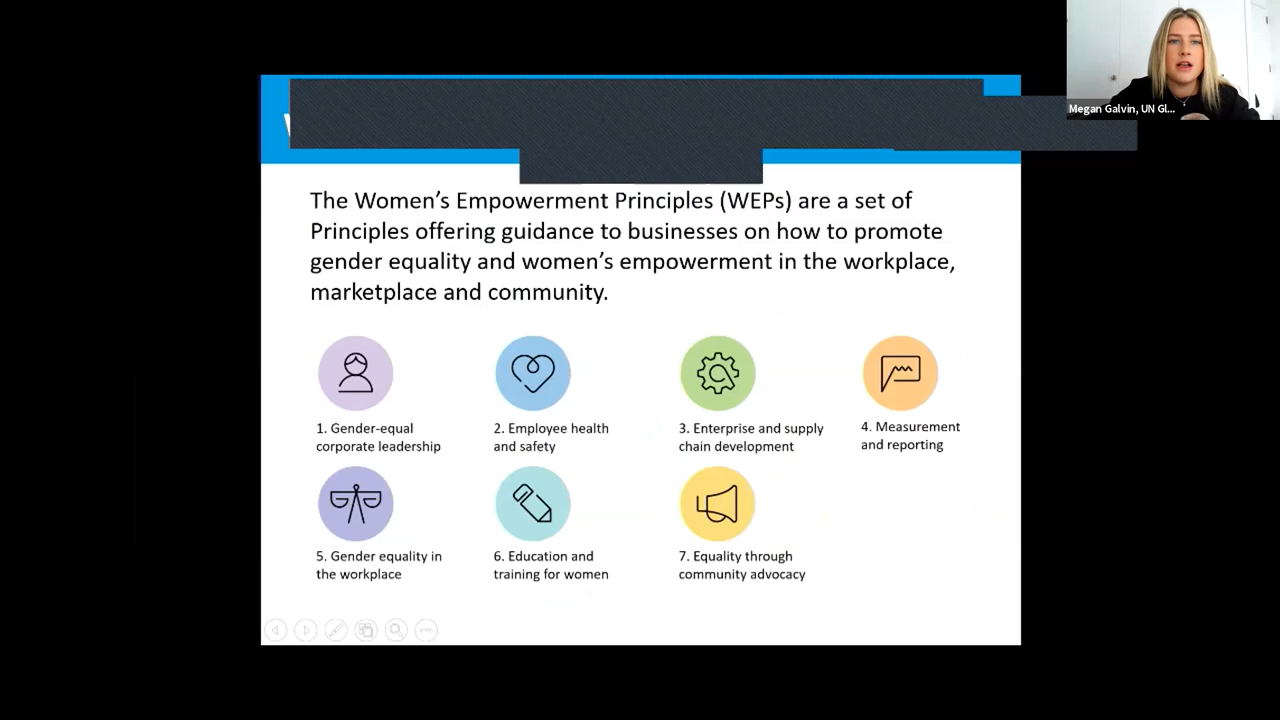 Megan Galvin, UN Gl...
The Women’s Empowerment Principles (WEPs) are a set of
Principles offering guidance to businesses on how to promote
gender equality and women’s empowerment in the workplace,
marketplace and community.
1. Gender-equal
corporate leadership
2. Employee health
and safety
3. Enterprise and supply
chain development
4. Measurement
and reporting
5. Gender equality in
the workplace
6. Education and
training for women
7. Equality through
community advocacy